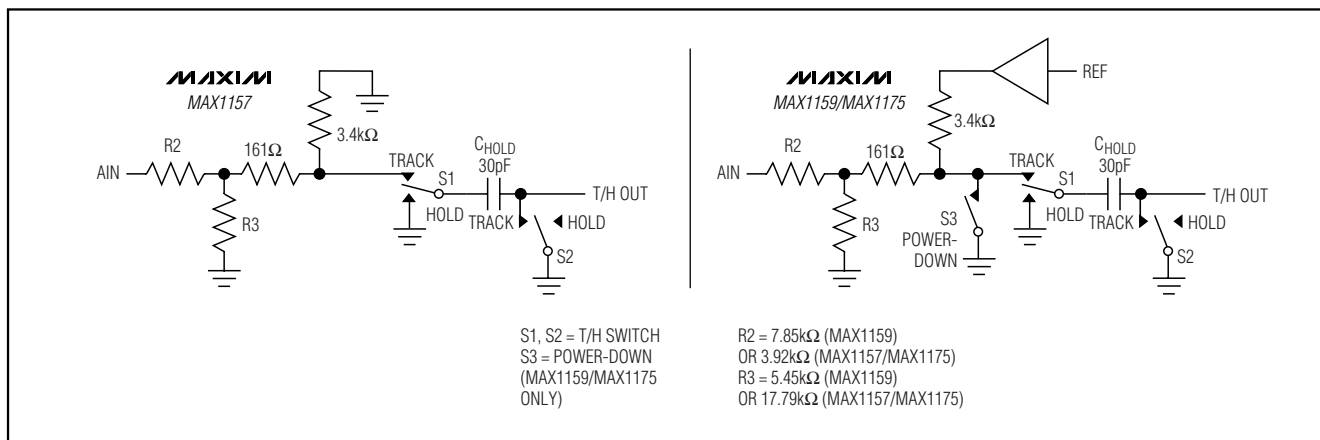 MAXIM
MAX1157
3.4kΩ
R2
161Ω
AIN
R3
TRACK
S1
HOLD
CHOLD
30pF
TRACK
T/H OUT
HOLD
S2
MAXIM
MAX1159/MAX1175
REF
3.4kΩ
R2
161Ω
AIN
R3
S3
POWER-
DOWN
TRACK
S1
HOLD
CHOLD
30pF
TRACK
T/H OUT
HOLD
S2
S1, S2 = T/H SWITCH
S3 = POWER-DOWN
(MAX1159/MAX1175
ONLY)
R2 = 7.85kΩ (MAX1159)
OR 3.92kΩ (MAX1157/MAX1175)
R3 = 5.45kΩ (MAX1159)
OR 17.79kΩ (MAX1157/MAX1175)